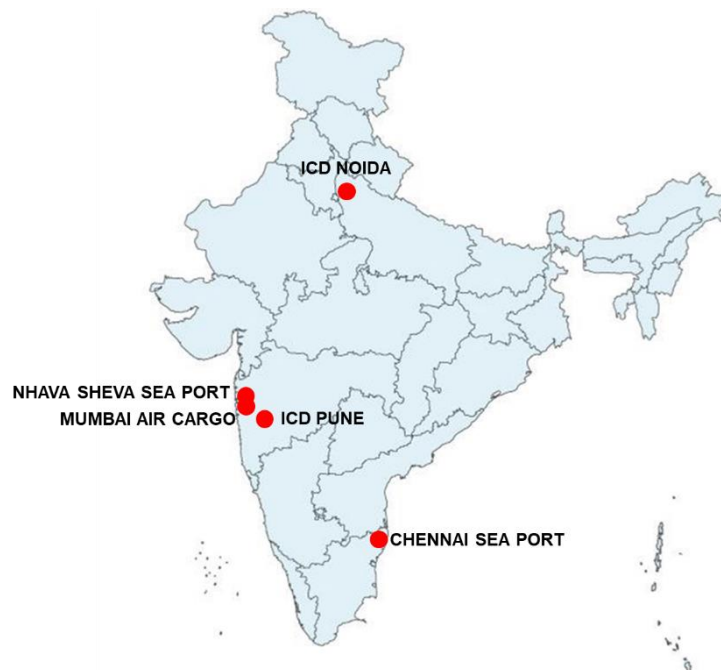 ICD NOIDA
NHAVA SHEVA SEA PORT
MUMBAI AIR CARGO
ICD PUNE
CHENNAI SEA PORT